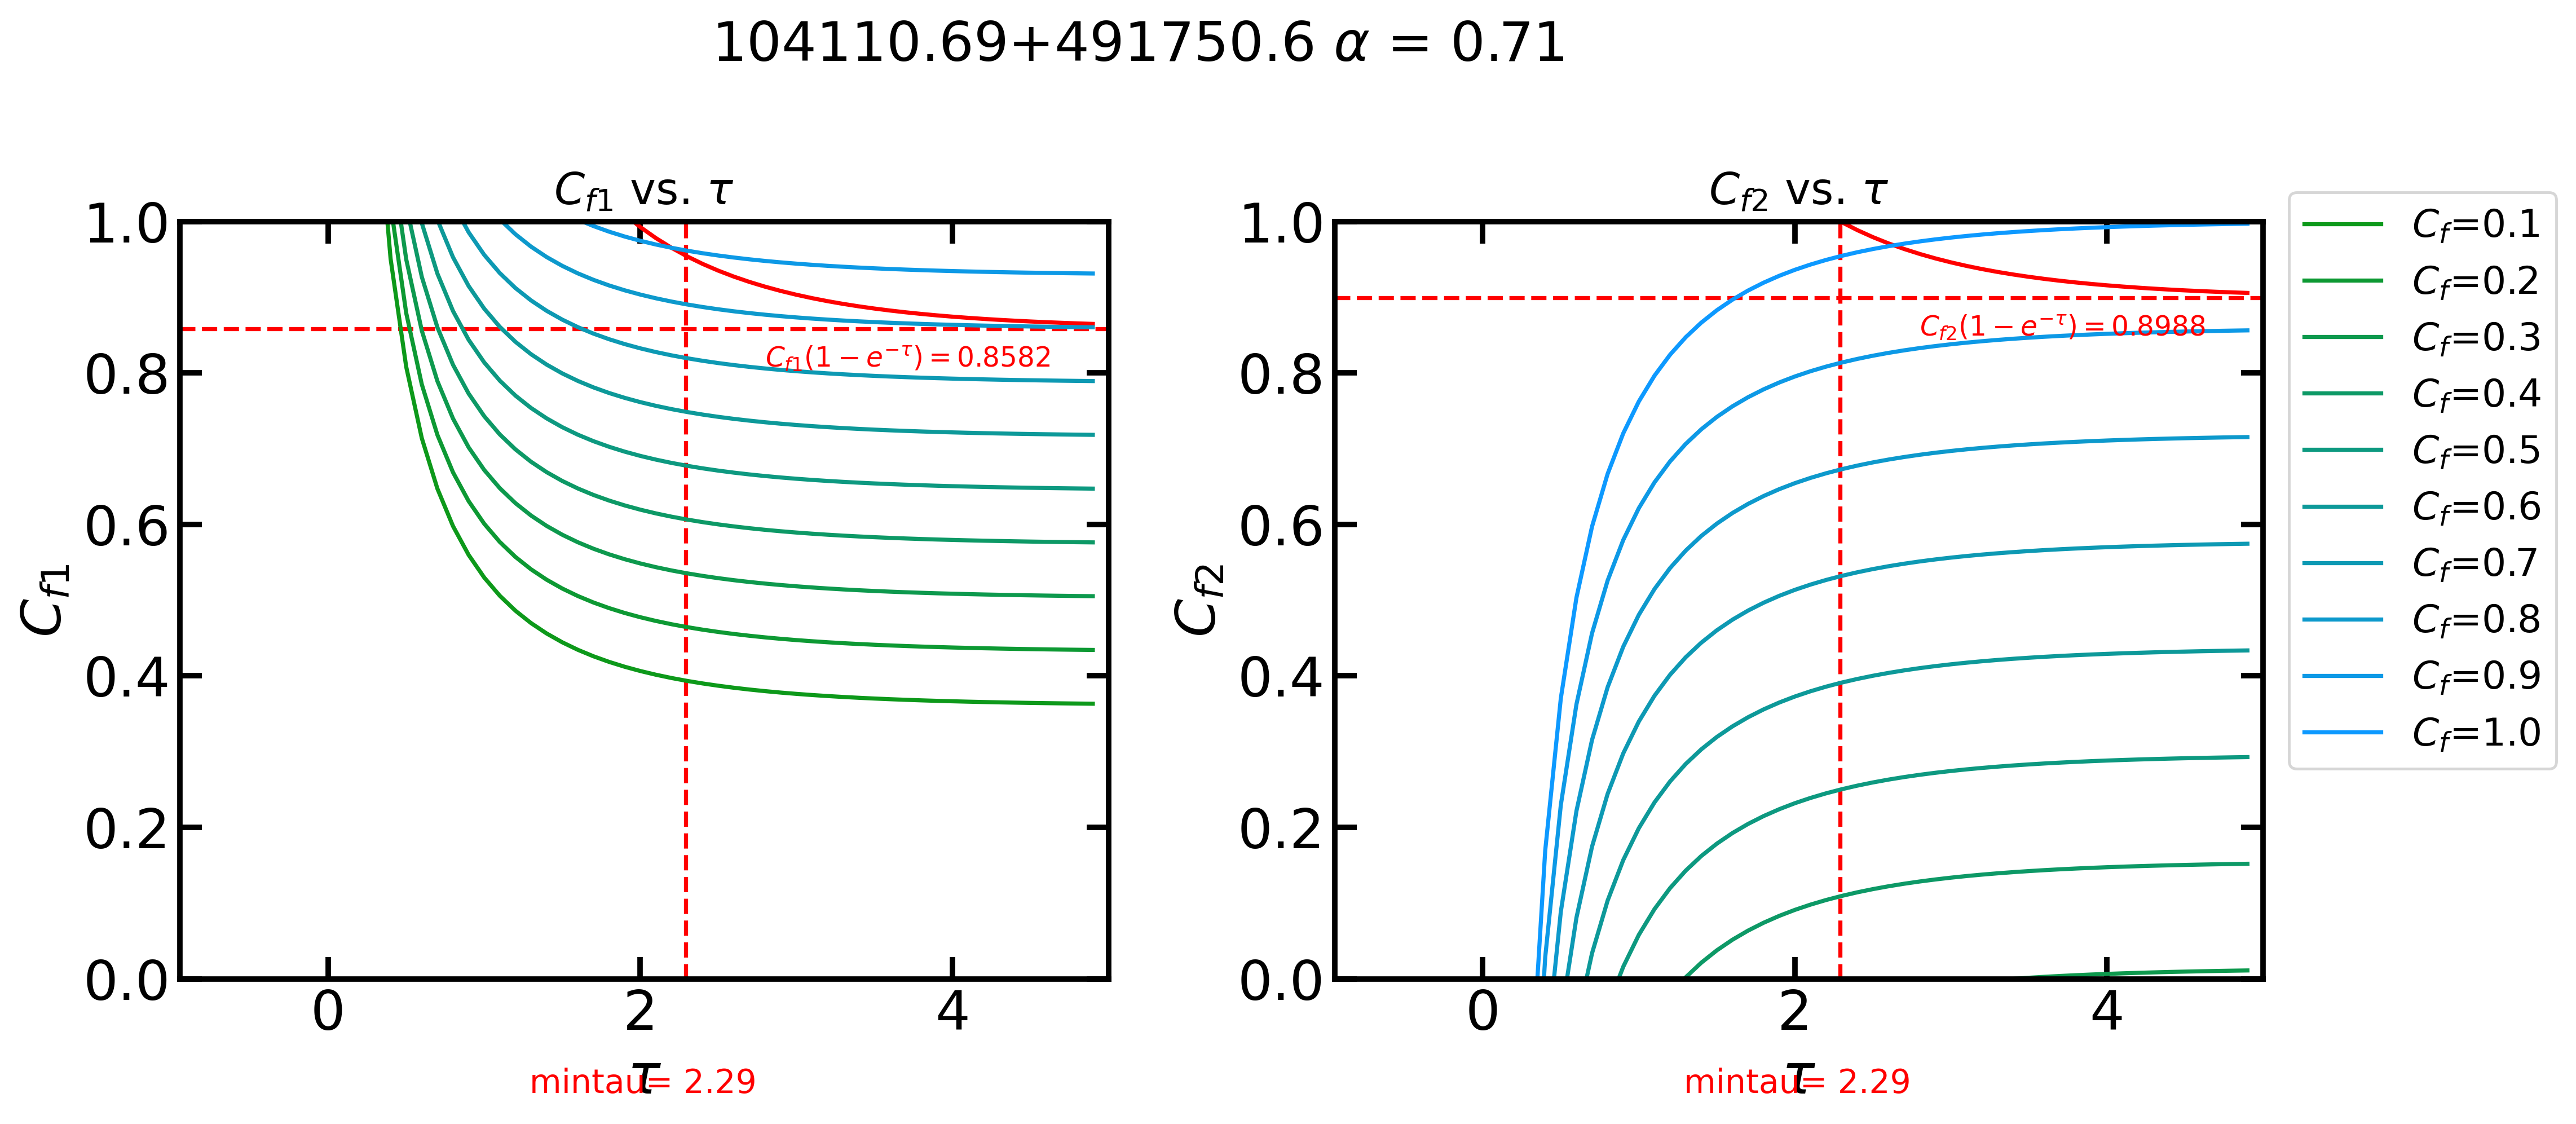 104110.69+491750.6 α = 0.71
C_{f1} vs. τ
1.0
0.8
0.6
0.4
0.2
0.0
C_{f1}
0 2 4
τ
C_{f1}(1 − e^{−τ}) = 0.8582
mintau= 2.29
C_{f2} vs. τ
1.0
0.8
0.6
0.4
0.2
0.0
C_{f2}
0 2 4
τ
C_{f2}(1 − e^{−τ}) = 0.8988
mintau= 2.29
C_f=0.1
C_f=0.2
C_f=0.3
C_f=0.4
C_f=0.5
C_f=0.6
C_f=0.7
C_f=0.8
C_f=0.9
C_f=1.0